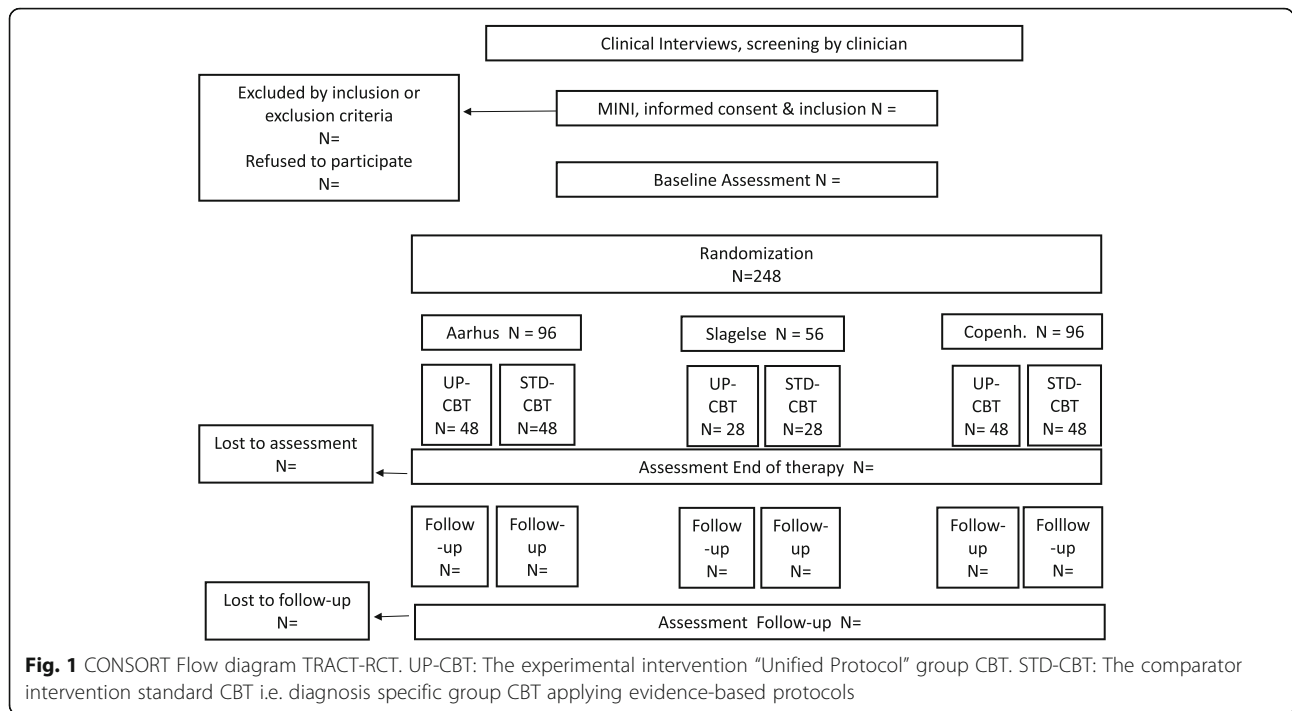 Clinical Interviews, screening by clinician
Excluded by inclusion or
exclusion criteria
N=
Refused to participate
N=
MINI, informed consent & inclusion N =
Baseline Assessment N =
Randomization
N=248
Aarhus N = 96
Slagelse N = 56
Copenh. N = 96
UP-
CBT
N= 48
STD-
CBT
N=48
UP-
CBT
N= 28
STD-
CBT
N=28
UP-
CBT
N= 48
STD-
CBT
N= 48
Lost to assessment
N=
Assessment End of therapy N=
Follow
-up
N=
Follow-
up
N=
Follow
-up
N=
Follow-
up
N=
Follow-
up
N=
Folllow
-up
N=
Lost to follow-up
N=
Assessment Follow-up N=
Fig. 1 CONSORT Flow diagram TRACT-RCT. UP-CBT: The experimental intervention “Unified Protocol” group CBT. STD-CBT: The comparator
intervention standard CBT i.e. diagnosis specific group CBT applying evidence-based protocols